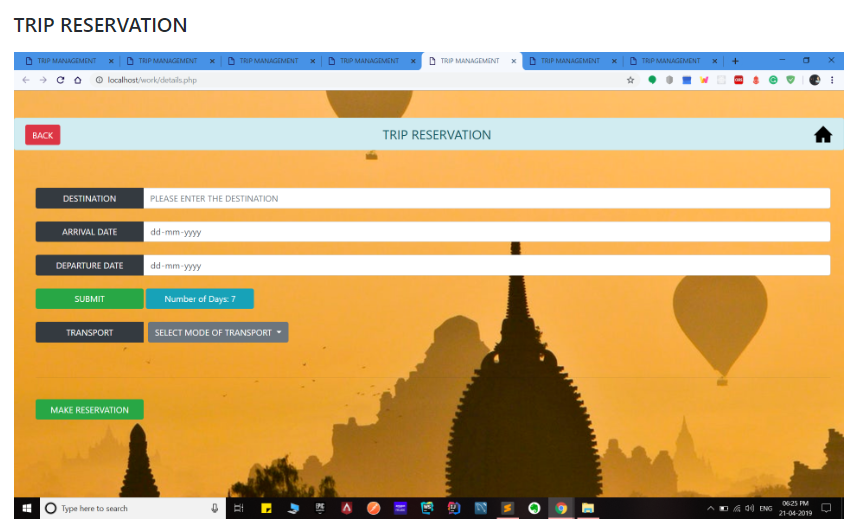 TRIP RESERVATION
TRIP MANAGEMENT TRIP MANAGEMENT TRIP MANAGEMENT TRIP MANAGEMENT TRIP MANAGEMENT TRIP MANAGEMENT TRIP MANAGEMENT
localhost/work/details.php
BACK TRIP RESERVATION
DESTINATION PLEASE ENTER THE DESTINATION
ARRIVAL DATE dd-mm-yyyy
DEPARTURE DATE dd-mm-yyyy
SUBMIT Number of Days: 7
TRANSPORT SELECT MODE OF TRANSPORT
MAKE RESERVATION
Type here to search ENG 06:25 PM
21-04-2019